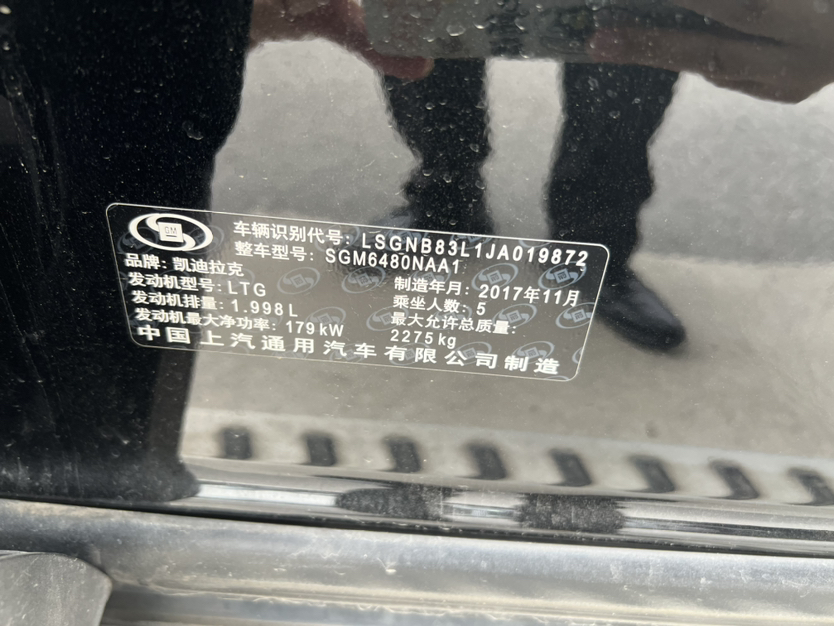 GM
车辆识别代号: LSGNB83L1JA019872
整车型号: SGM6480NAA1
品牌: 凯迪拉克
制造年月: 2017年11月
发动机型号: LTG
乘坐人数: 5
发动机排量: 1.998L
最大允许总质量:
发动机最大净功率: 179kW
2275kg
中国上汽通用汽车有限公司制造